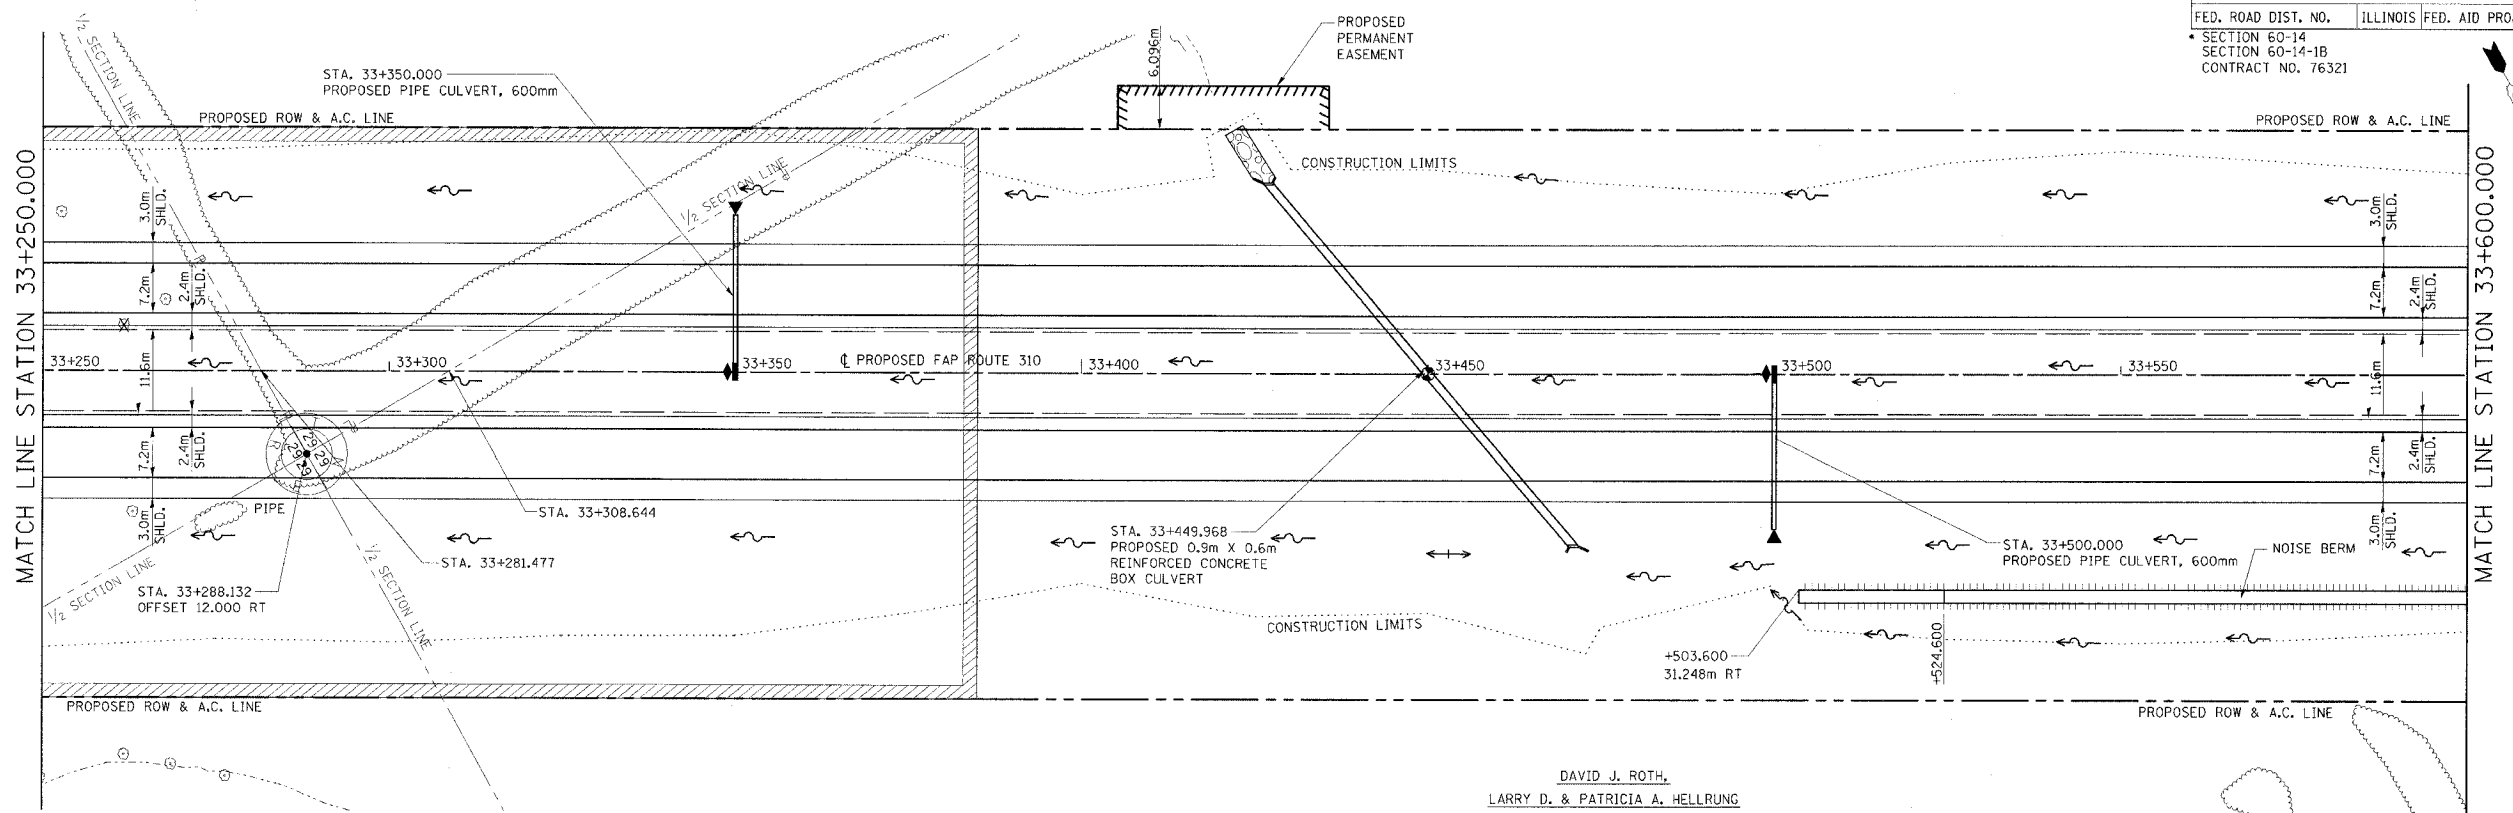 FED. ROAD DIST. NO. ILLINOIS FED. AID PRO
* SECTION 60-14
SECTION 60-14-1B
CONTRACT NO. 76321
PROPOSED
PERMANENT
EASEMENT
6.096m
1/2 SECTION LINE
STA. 33+350.000
PROPOSED PIPE CULVERT, 600mm
PROPOSED ROW & A.C. LINE
PROPOSED ROW & A.C. LINE
CONSTRUCTION LIMITS
1/2 SECTION LINE
MATCH LINE STATION 33+250.000
MATCH LINE STATION 33+600.000
3.0m
SHLD.
7.2m
2.4m
SHLD.
11.6m
7.2m
2.4m
SHLD.
3.0m
SHLD.
3.0m
SHLD.
7.2m
2.4m
SHLD.
11.6m
7.2m
2.4m
SHLD.
3.0m
SHLD.
33+250
33+300
33+350
℄ PROPOSED FAP ROUTE 310
33+400
33+450
33+500
33+550
29
29
29
29
PIPE
STA. 33+308.644
STA. 33+281.477
STA. 33+288.132
OFFSET 12.000 RT
1/2 SECTION LINE
1/2 SECTION LINE
STA. 33+449.968
PROPOSED 0.9m X 0.6m
REINFORCED CONCRETE
BOX CULVERT
STA. 33+500.000
PROPOSED PIPE CULVERT, 600mm
NOISE BERM
CONSTRUCTION LIMITS
+503.600
31.248m RT
+524.600
PROPOSED ROW & A.C. LINE
PROPOSED ROW & A.C. LINE
DAVID J. ROTH,
LARRY D. & PATRICIA A. HELLRUNG